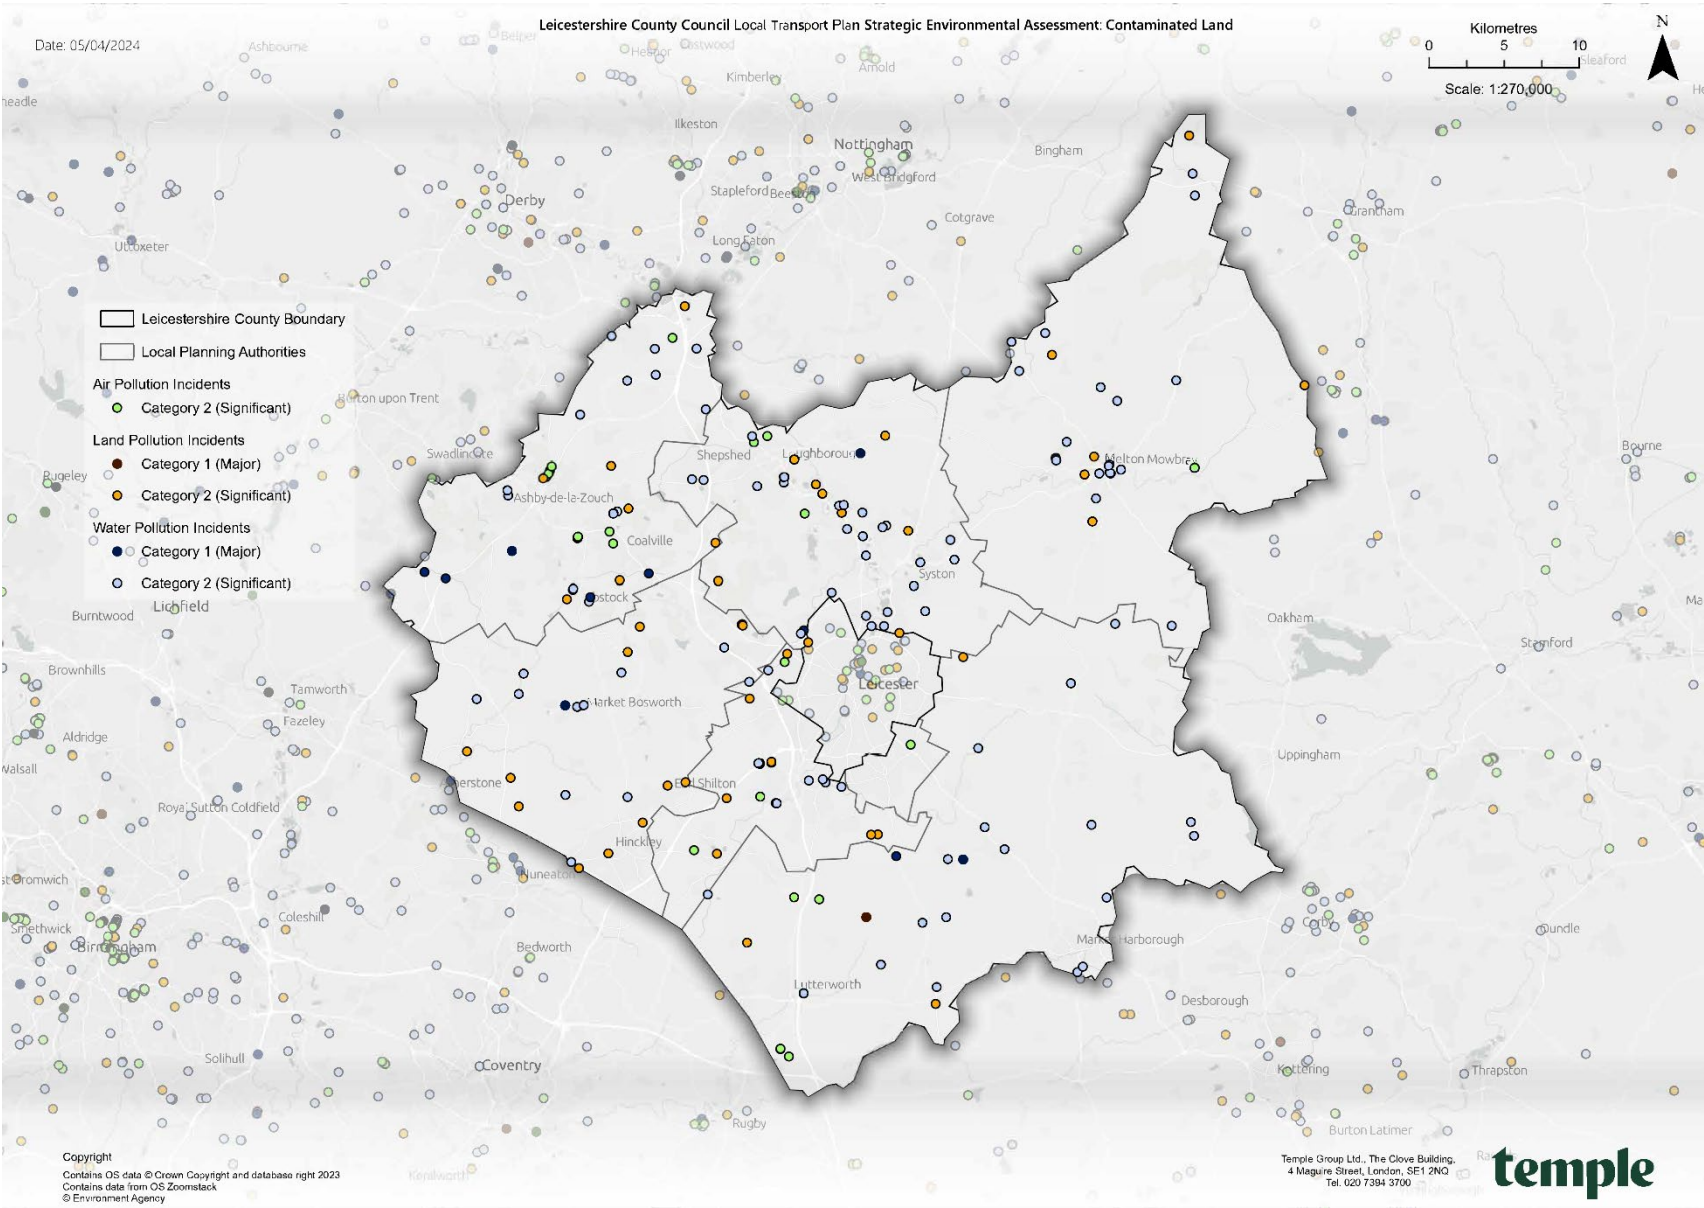 Leicestershire County Council Local Transport Plan Strategic Environmental Assessment: Contaminated Land
Date: 05/04/2024
Kilometres
0 5 10
Scale: 1:270,000
N
Leicestershire County Boundary
Local Planning Authorities
Air Pollution Incidents
Category 2 (Significant)
Land Pollution Incidents
Category 1 (Major)
Category 2 (Significant)
Water Pollution Incidents
Category 1 (Major)
Category 2 (Significant)
Ashbourne
Belper
Arnold
Kimberley
Sleaford
Ilkeston
Nottingham
Bingham
West Bridgford
Stapleford
Derby
Cotgrave
Grantham
Uttoxeter
Long Eaton
Burton upon Trent
Swadlincote
Shepshed
Loughborough
Melton Mowbray
Bourne
Rugeley
Ashby-de-la-Zouch
Coalville
Syston
Lichfield
Burntwood
Oakham
Stamford
Brownhills
Tamworth
Fazeley
Leicester
Market Bosworth
Aldridge
Uppingham
Walsall
Royal Sutton Coldfield
Earl Shilton
Hinckley
Nuneaton
Coleshill
Smethwick
Birmingham
Bedworth
Corby
Oundle
Market Harborough
Lutterworth
Desborough
Solihull
Coventry
Kettering
Thrapston
Rugby
Burton Latimer
Kenilworth
Copyright
Contains OS data © Crown Copyright and database right 2023
Contains data from OS Zoomstack
© Environment Agency
Temple Group Ltd., The Clove Building,
4 Maguire Street, London, SE1 2NQ
Tel. 020 7394 3700
temple